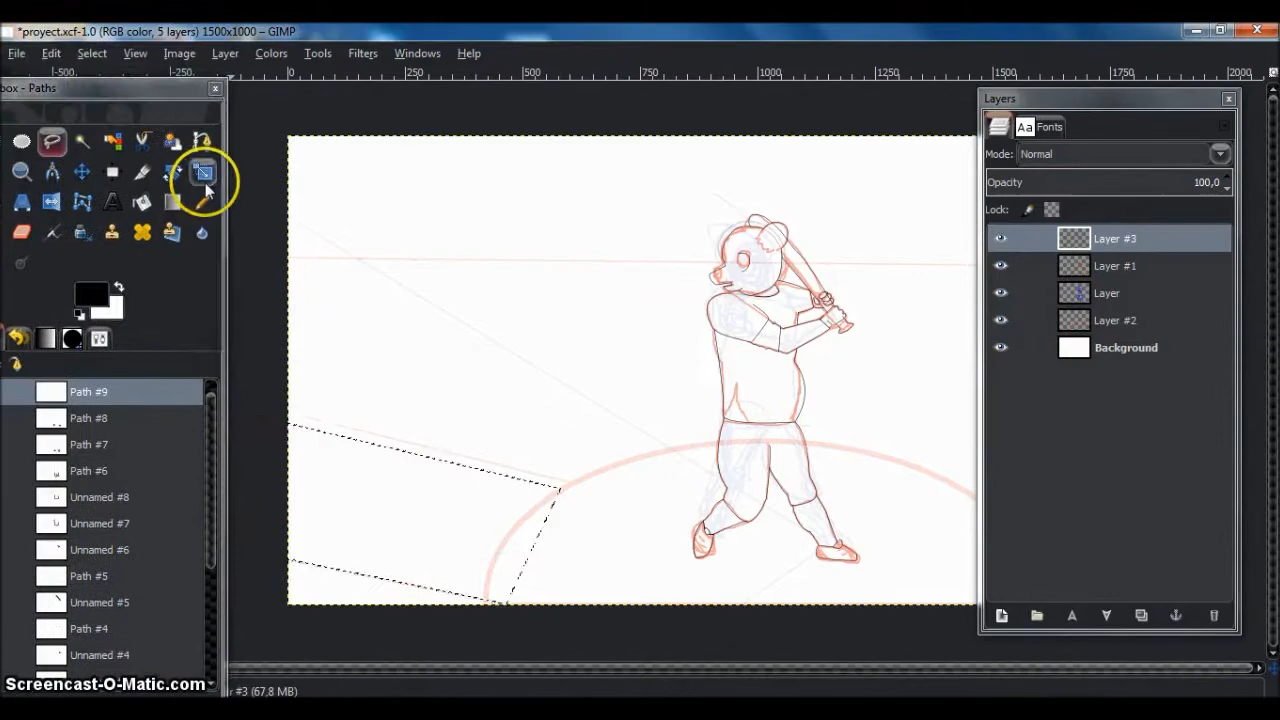 *proyect.xcf-1.0 (RGB color, 5 layers) 1500x1000 – GIMP
File Edit Select View Image Layer Colors Tools Filters Windows Help
-500 -250 0 250 500 750 1000 1250 1500 1750 2000
box - Paths
Layers
Aa Fonts
Mode: Normal
Opacity 100,0
Lock:
Layer #3
Layer #1
Layer
Layer #2
Background
Path #9
Path #8
Path #7
Path #6
Unnamed #8
Unnamed #7
Unnamed #6
Path #5
Unnamed #5
Path #4
Unnamed #4
Screencast-O-Matic.com
r #3 (67,8 MB)